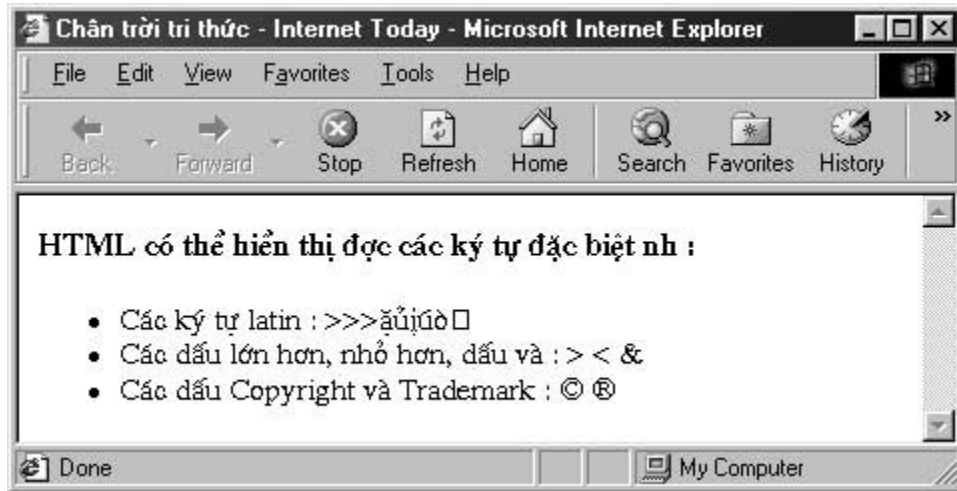 Chân trời tri thức - Internet Today - Microsoft Internet Explorer
File Edit View Favorites Tools Help
Back Forward Stop Refresh Home Search Favorites History »
HTML có thể hiển thị đợc các ký tự đặc biệt nh :
• Các ký tự latin : >>>ặủịúò□
• Các dấu lớn hơn, nhỏ hơn, dấu và : > < &
• Các dấu Copyright và Trademark : © ®
Done My Computer